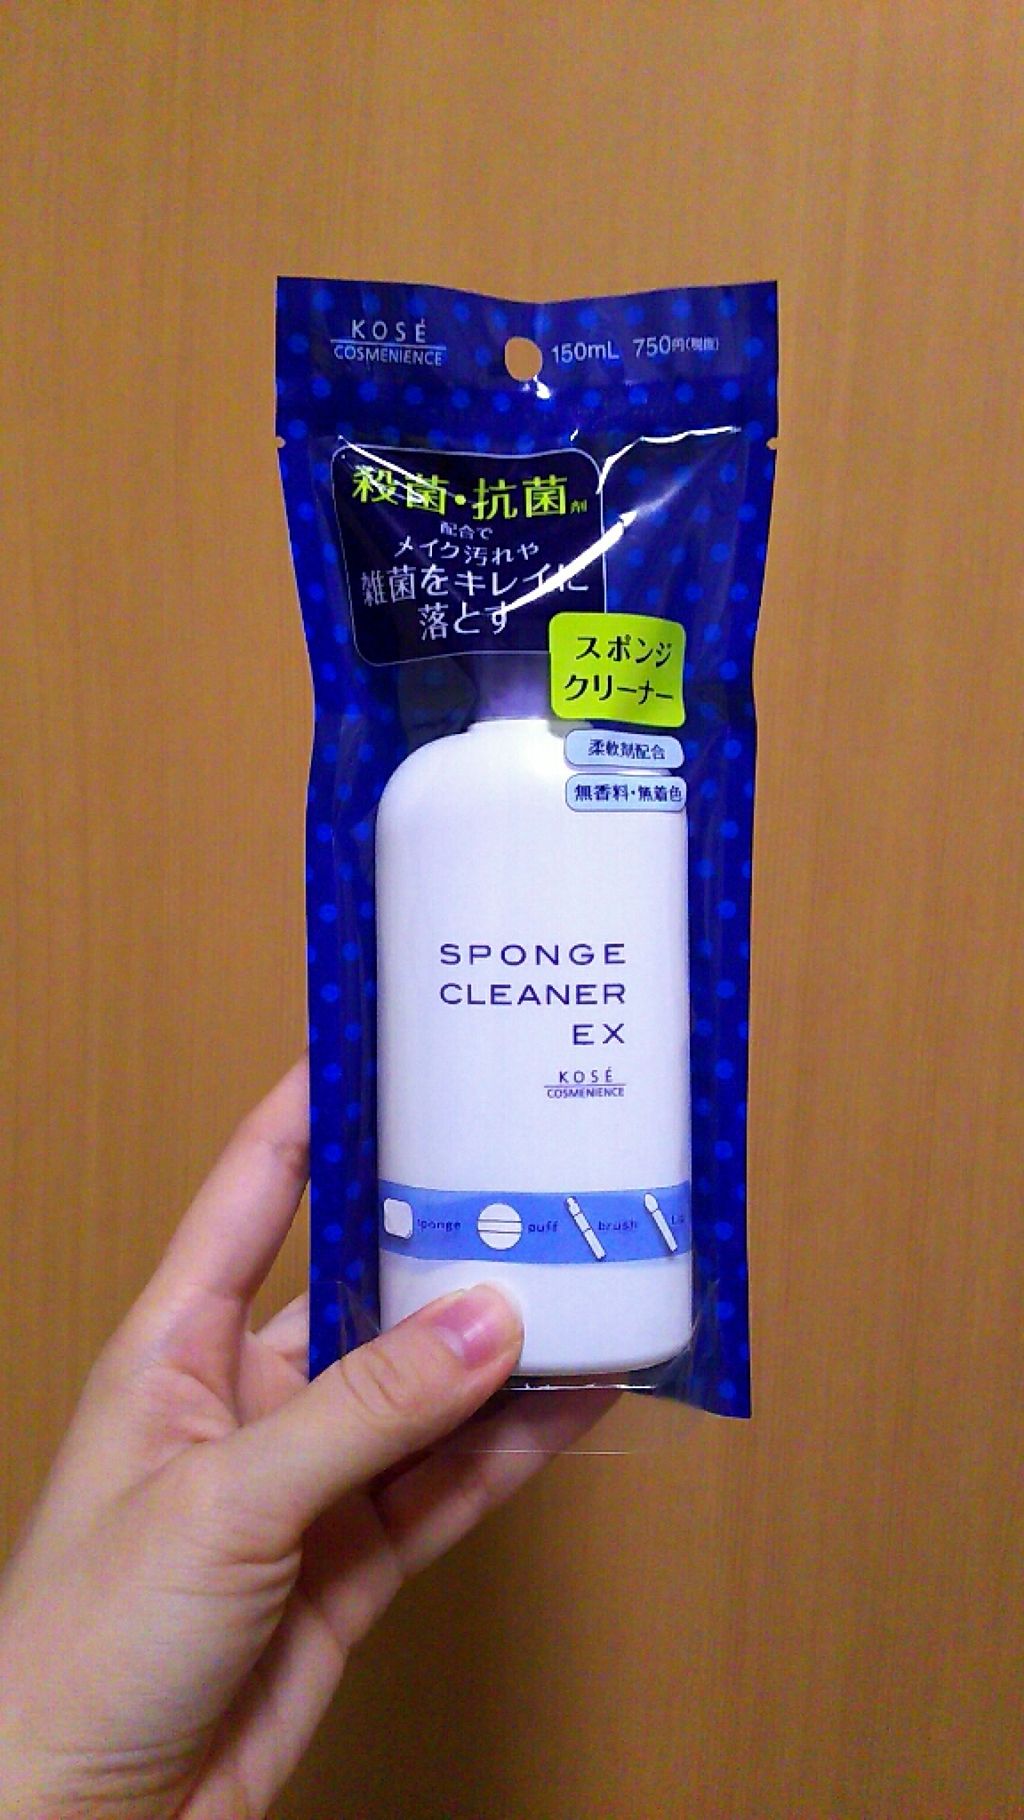 KOSÉ
COSMENIENCE
150mL 750円(税抜)
殺菌・抗菌剤
配合で
メイク汚れや
雑菌をキレイに
落とす
スポンジ
クリーナー
柔軟剤配合
無香料・無着色
SPONGE
CLEANER
EX
KOSÉ
COSMENIENCE
sponge puff brush